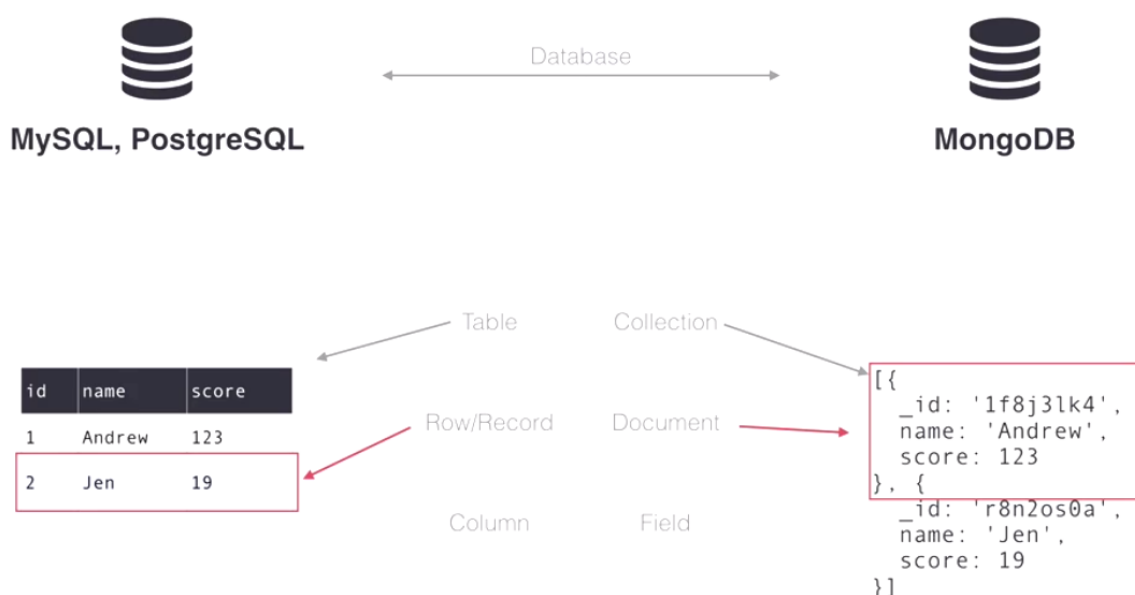 Database
MySQL, PostgreSQL
MongoDB
Table
Collection
id name score
1 Andrew 123
2 Jen 19
Row/Record
Document
Column
Field
[{
_id: '1f8j3lk4',
name: 'Andrew',
score: 123
}, {
_id: 'r8n2os0a',
name: 'Jen',
score: 19
}]